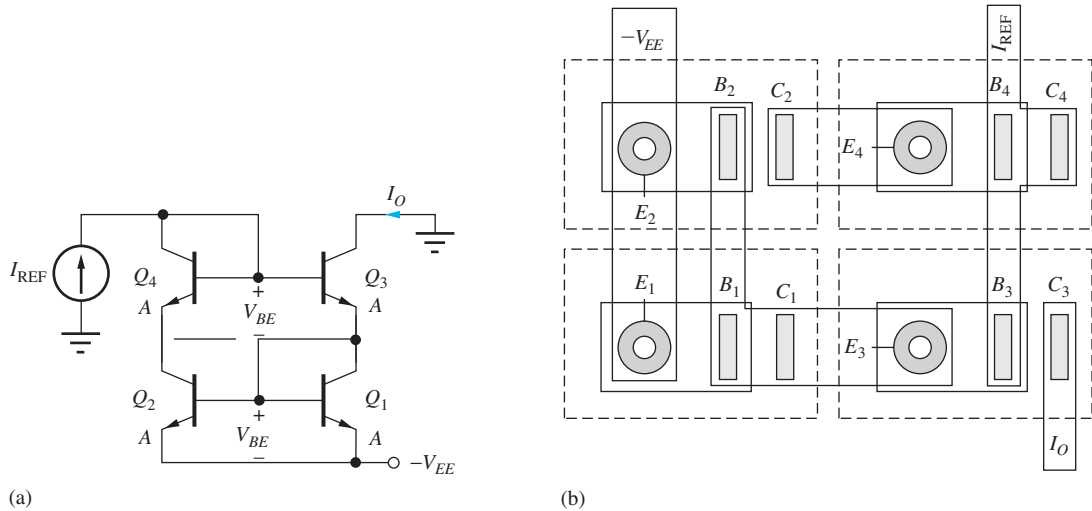 I_O
I_REF
Q_4
Q_3
A
+
A
V_BE
−
Q_2
Q_1
A
+
A
V_BE
−
−V_EE
(a)
−V_EE
I_REF
B_2
C_2
B_4
C_4
E_4
E_2
E_1
B_1
C_1
B_3
C_3
E_3
I_O
(b)